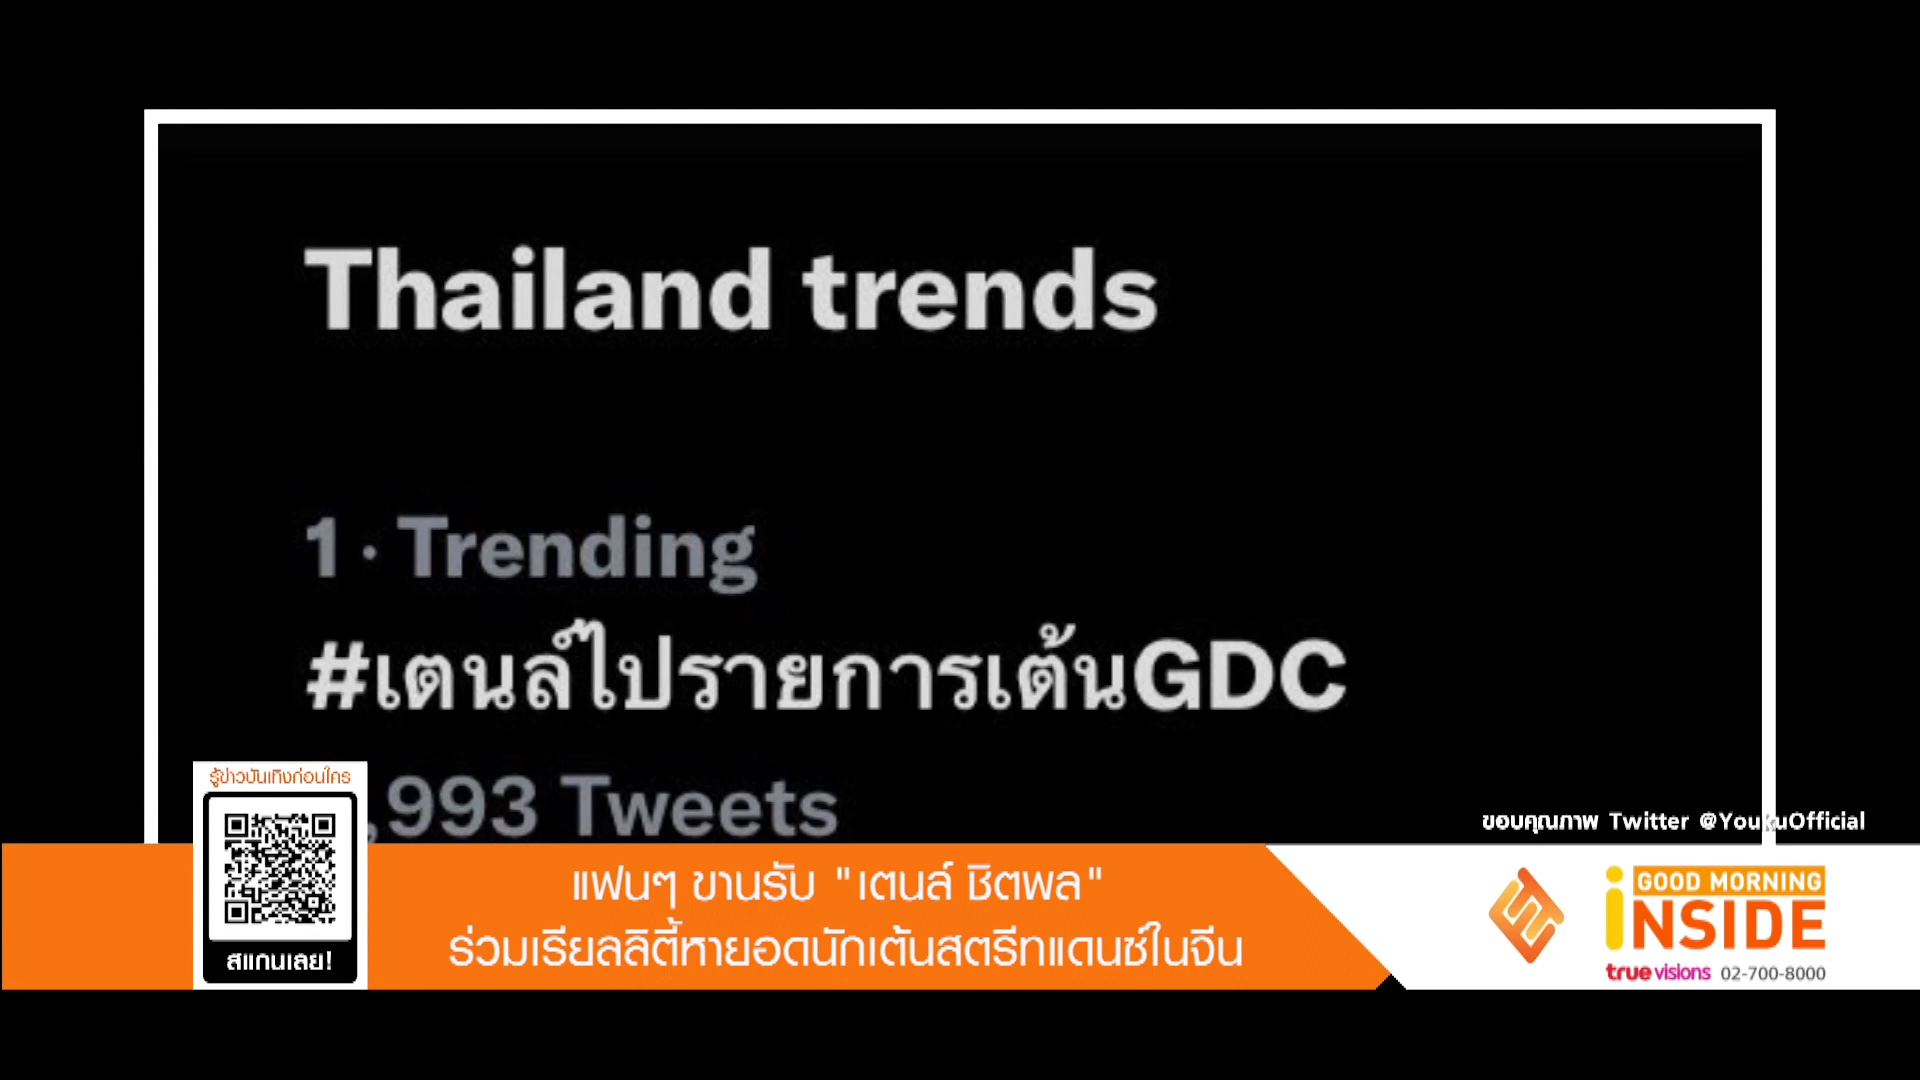 Thailand trends
1 · Trending
#เตนล์ไปรายการเต้นGDC
,993 Tweets
ขอบคุณภาพ Twitter @YoukuOfficial
รู้ข่าวบันเทิงก่อนใคร
สแกนเลย!
แฟนๆ ขานรับ "เตนล์ ชิตพล"
ร่วมเรียลลิตี้หายอดนักเต้นสตรีทแดนซ์ในจีน
GOOD MORNING
iNSIDE
truevisions 02-700-8000